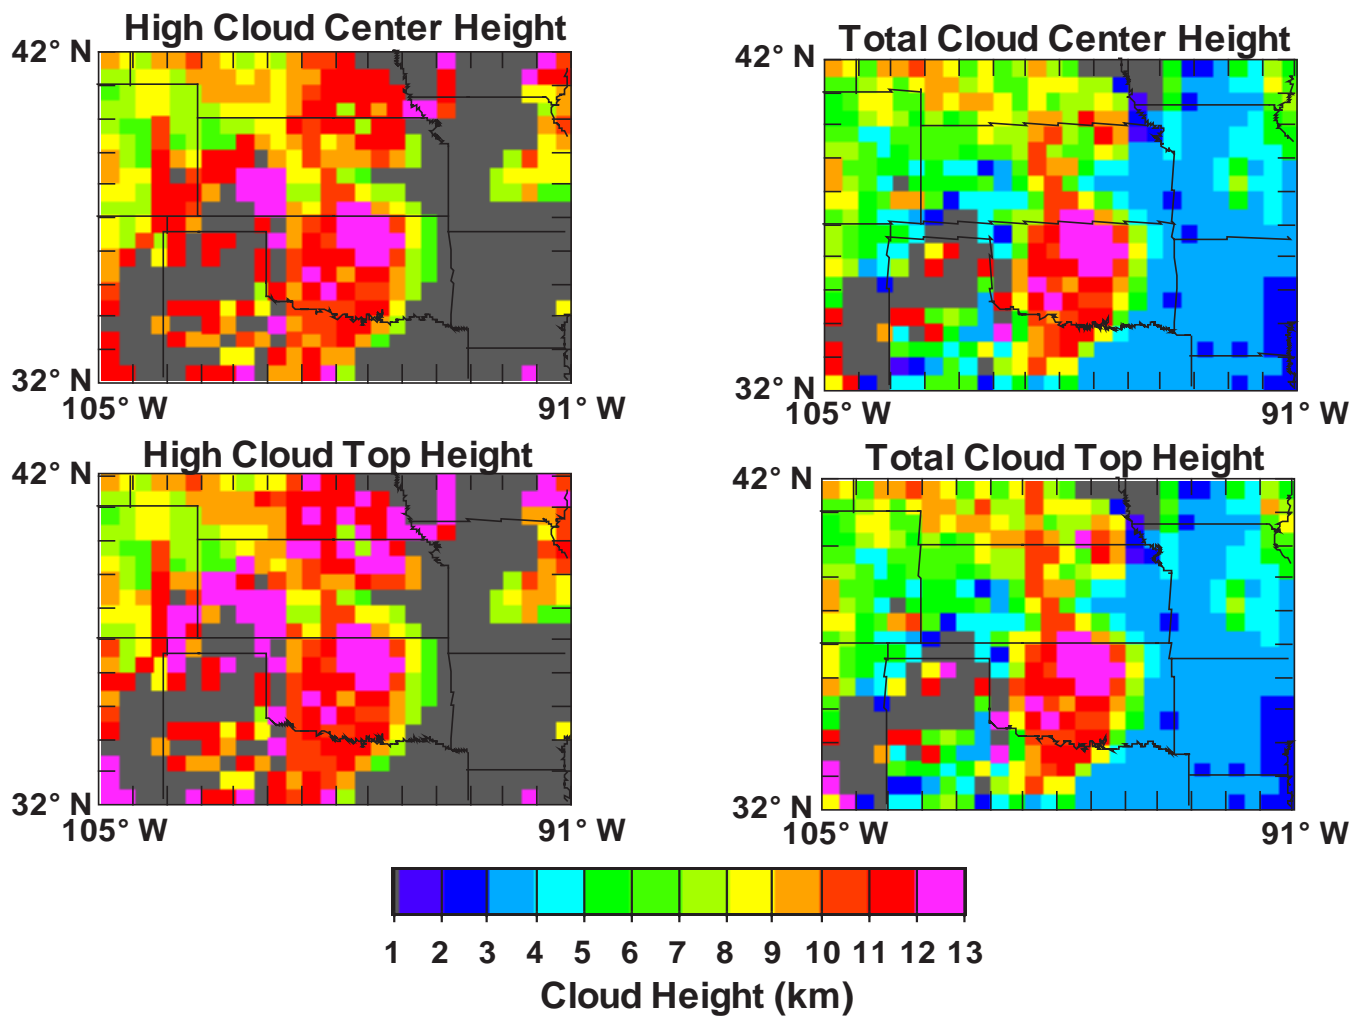 High Cloud Center Height
Total Cloud Center Height
42° N
42° N
32° N
32° N
105° W
91° W
105° W
91° W
High Cloud Top Height
Total Cloud Top Height
42° N
42° N
32° N
32° N
105° W
91° W
105° W
91° W
1 2 3 4 5 6 7 8 9 10 11 12 13
Cloud Height (km)